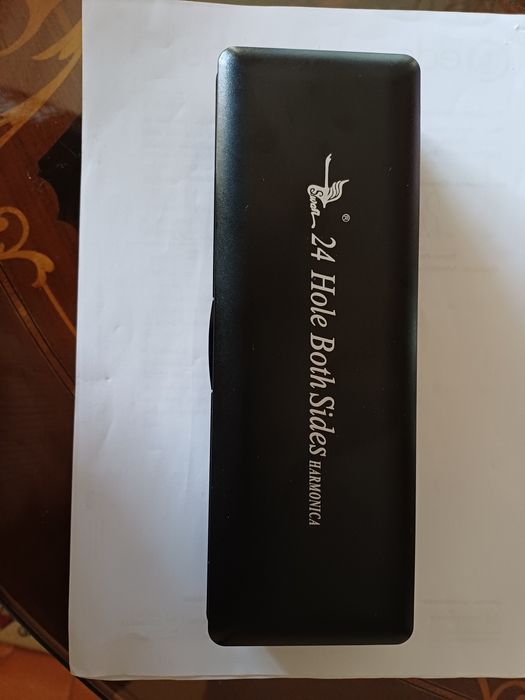 Swan ®
24 Hole Both Sides HARMONICA